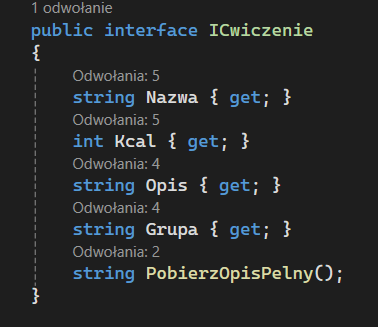 1 odwołanie
public interface ICwiczenie
{
Odwołania: 5
string Nazwa { get; }
Odwołania: 5
int Kcal { get; }
Odwołania: 4
string Opis { get; }
Odwołania: 4
string Grupa { get; }
Odwołania: 2
string PobierzOpisPelny();
}